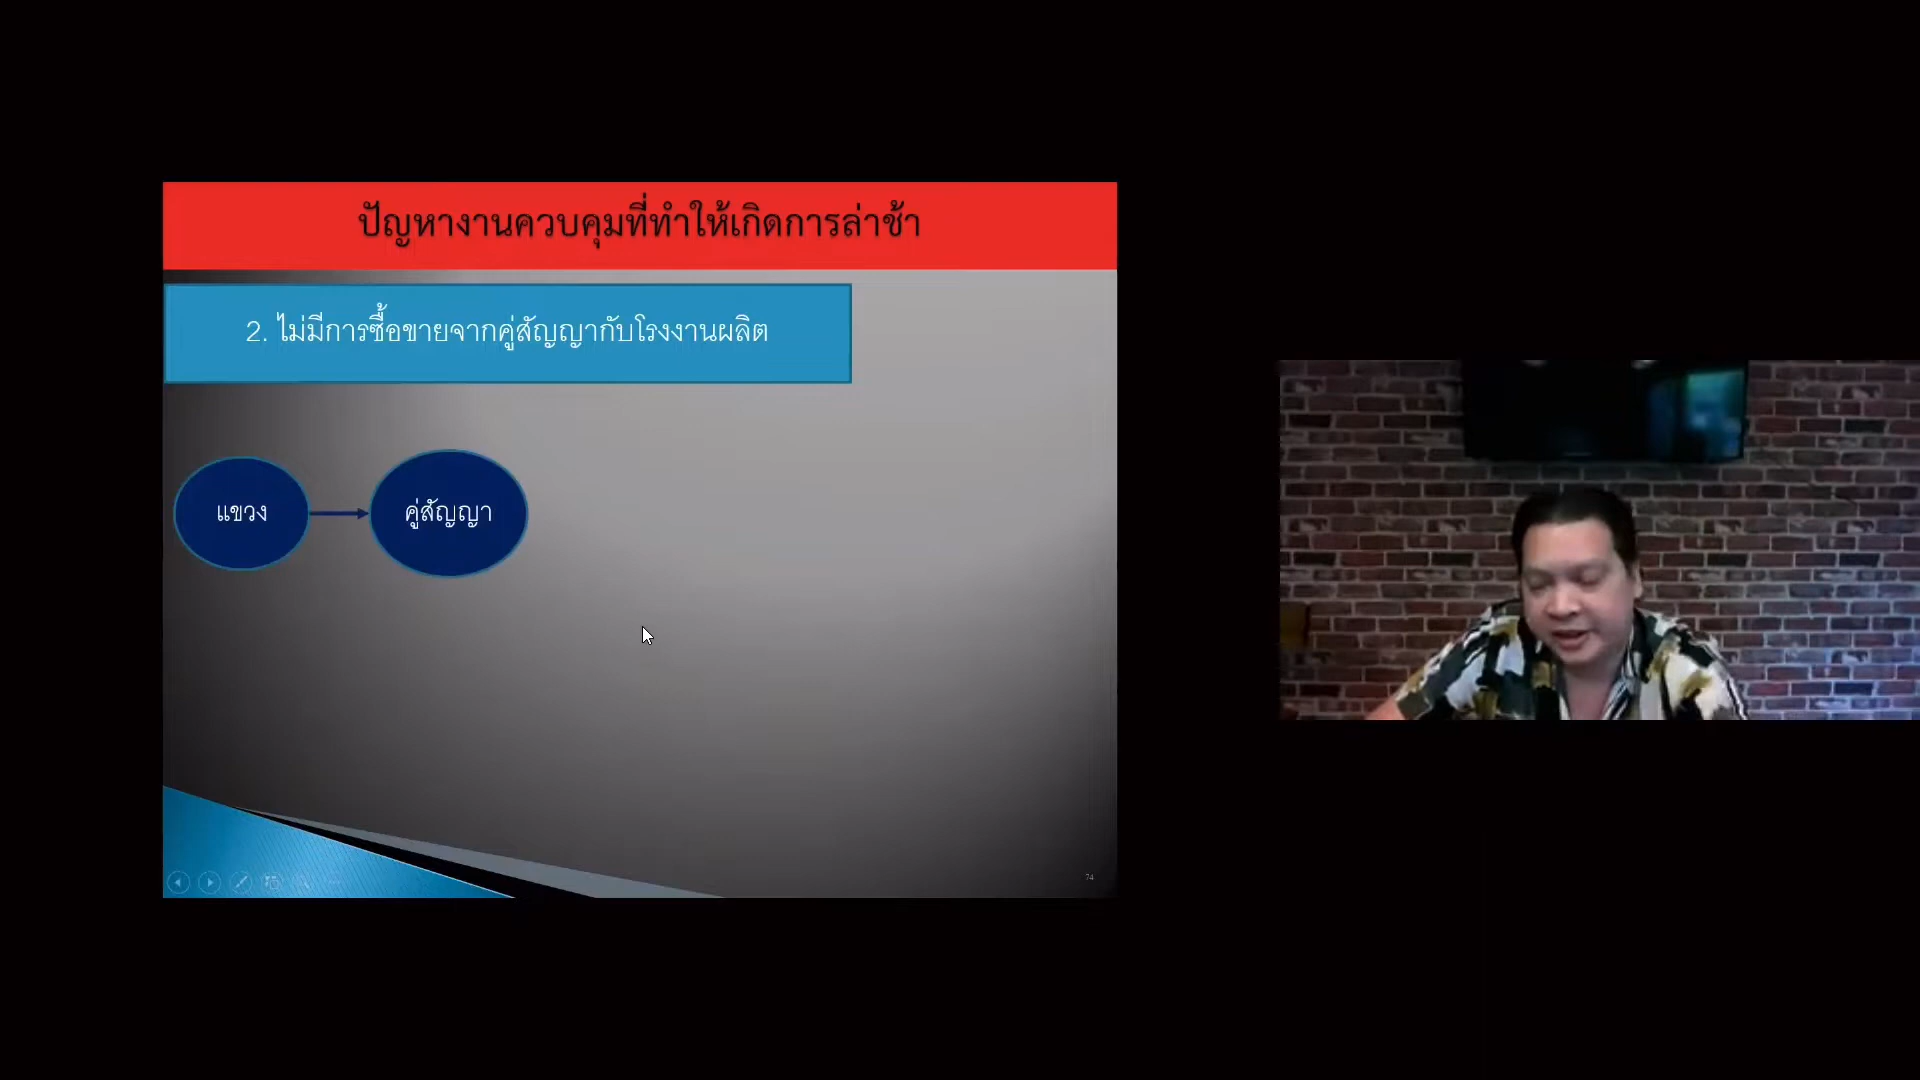 ปัญหางานควบคุมที่ทำให้เกิดการล่าช้า
2. ไม่มีการซื้อขายจากคู่สัญญากับโรงงานผลิต
แขวง
คู่สัญญา
74